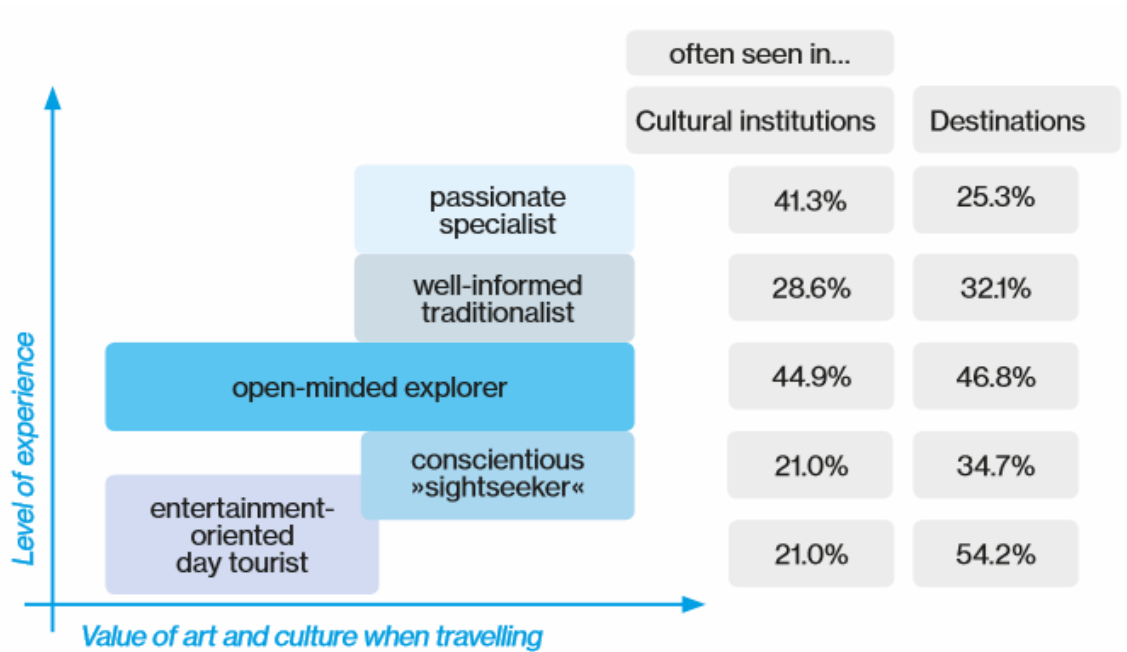 often seen in...
Cultural institutions
Destinations
passionate
specialist
41.3%
25.3%
well-informed
traditionalist
28.6%
32.1%
open-minded explorer
44.9%
46.8%
conscientious
»sightseeker«
21.0%
34.7%
entertainment-
oriented
day tourist
21.0%
54.2%
Level of experience
Value of art and culture when travelling